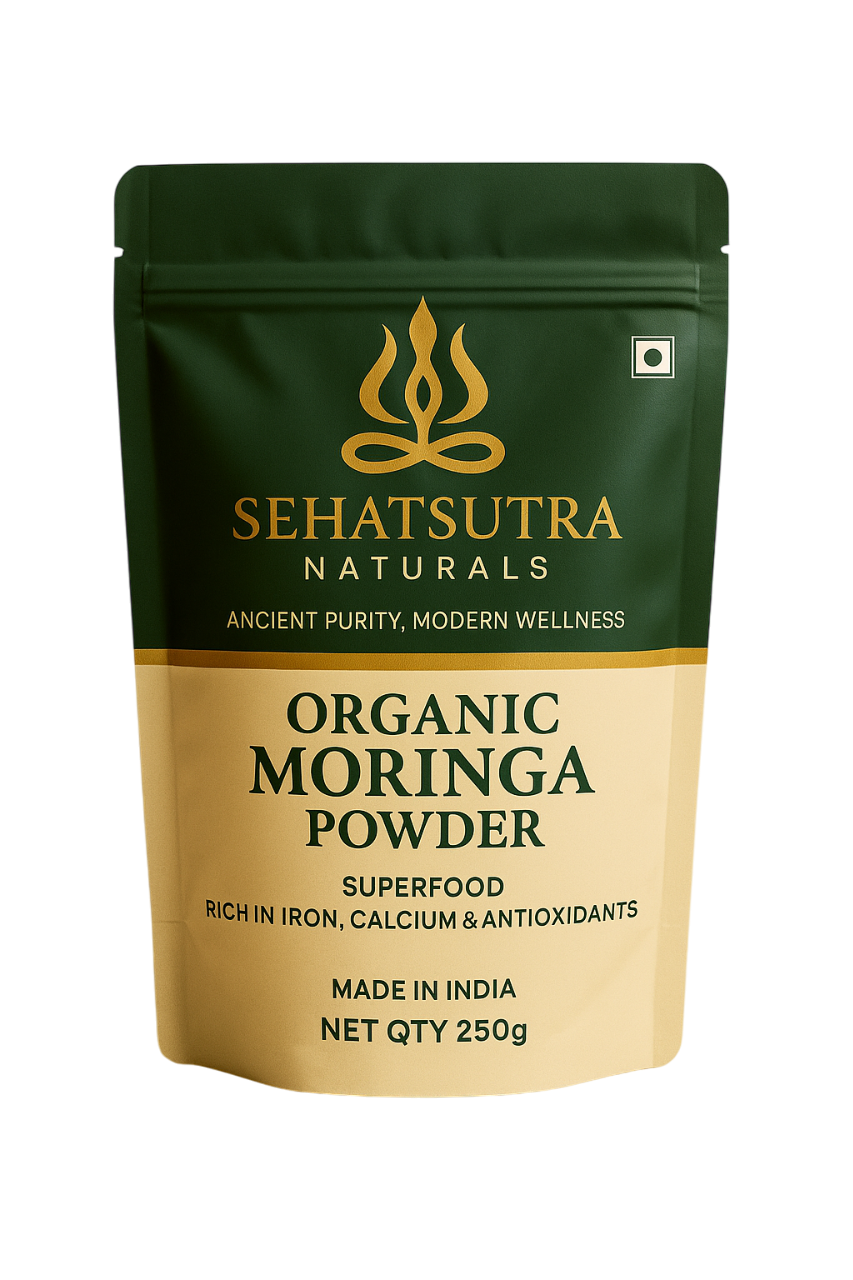 SEHATSUTRA
NATURALS
ANCIENT PURITY, MODERN WELLNESS
ORGANIC
MORINGA
POWDER
SUPERFOOD
RICH IN IRON, CALCIUM & ANTIOXIDANTS
MADE IN INDIA
NET QTY 250g